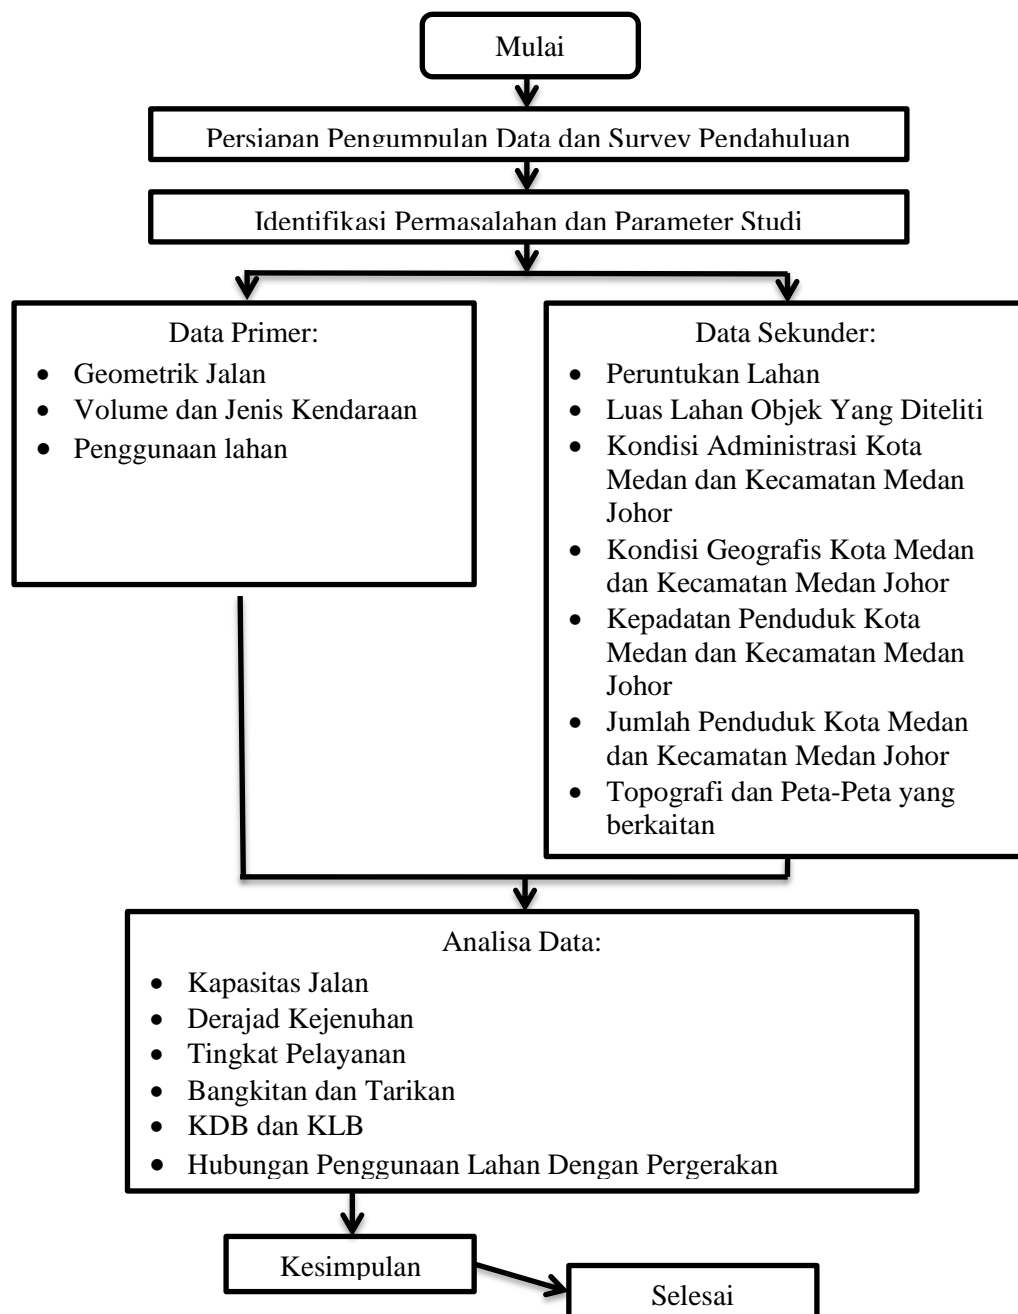 Mulai
Persiapan Pengumpulan Data dan Survey Pendahuluan
Identifikasi Permasalahan dan Parameter Studi
Data Primer:
• Geometrik Jalan
• Volume dan Jenis Kendaraan
• Penggunaan lahan
Data Sekunder:
• Peruntukan Lahan
• Luas Lahan Objek Yang Diteliti
• Kondisi Administrasi Kota
Medan dan Kecamatan Medan
Johor
• Kondisi Geografis Kota Medan
dan Kecamatan Medan Johor
• Kepadatan Penduduk Kota
Medan dan Kecamatan Medan
Johor
• Jumlah Penduduk Kota Medan
dan Kecamatan Medan Johor
• Topografi dan Peta-Peta yang
berkaitan
Analisa Data:
• Kapasitas Jalan
• Derajad Kejenuhan
• Tingkat Pelayanan
• Bangkitan dan Tarikan
• KDB dan KLB
• Hubungan Penggunaan Lahan Dengan Pergerakan
Kesimpulan
Selesai